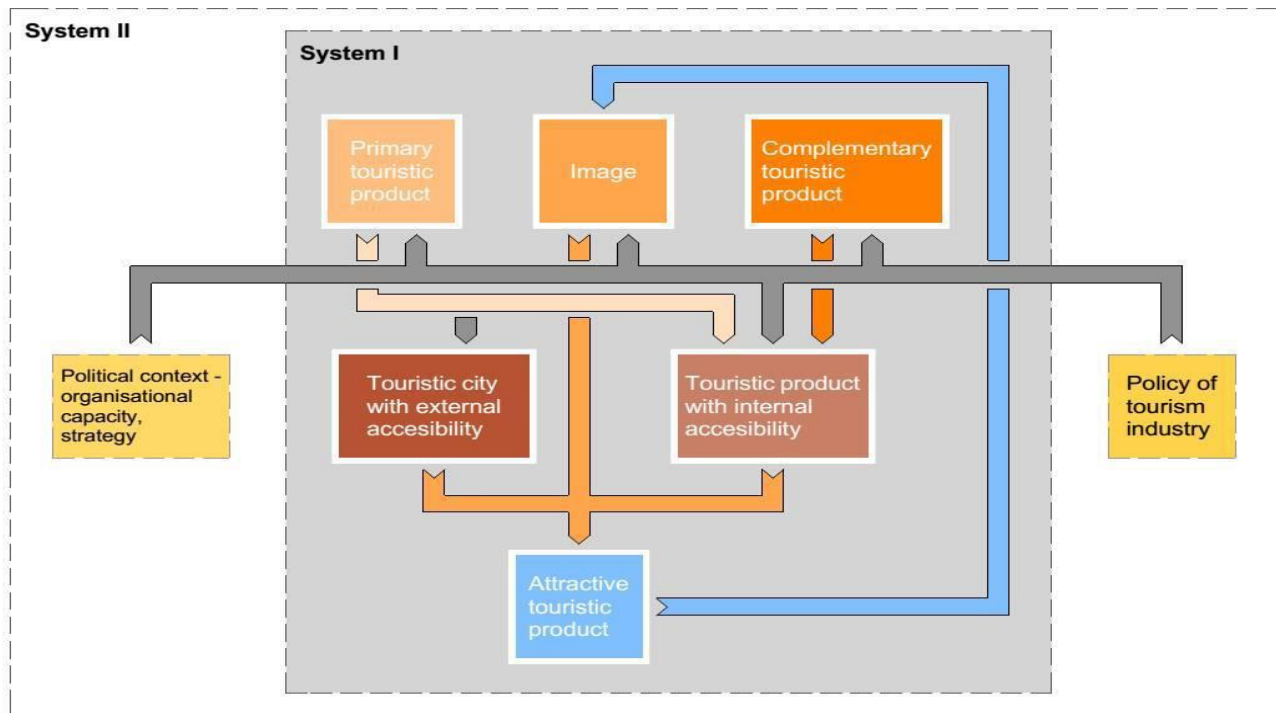 System II
System I
Primary
touristic
product
Image
Complementary
touristic
product
Political context -
organisational
capacity,
strategy
Touristic city
with external
accesibility
Touristic product
with internal
accesibility
Policy of
tourism
industry
Attractive
touristic
product